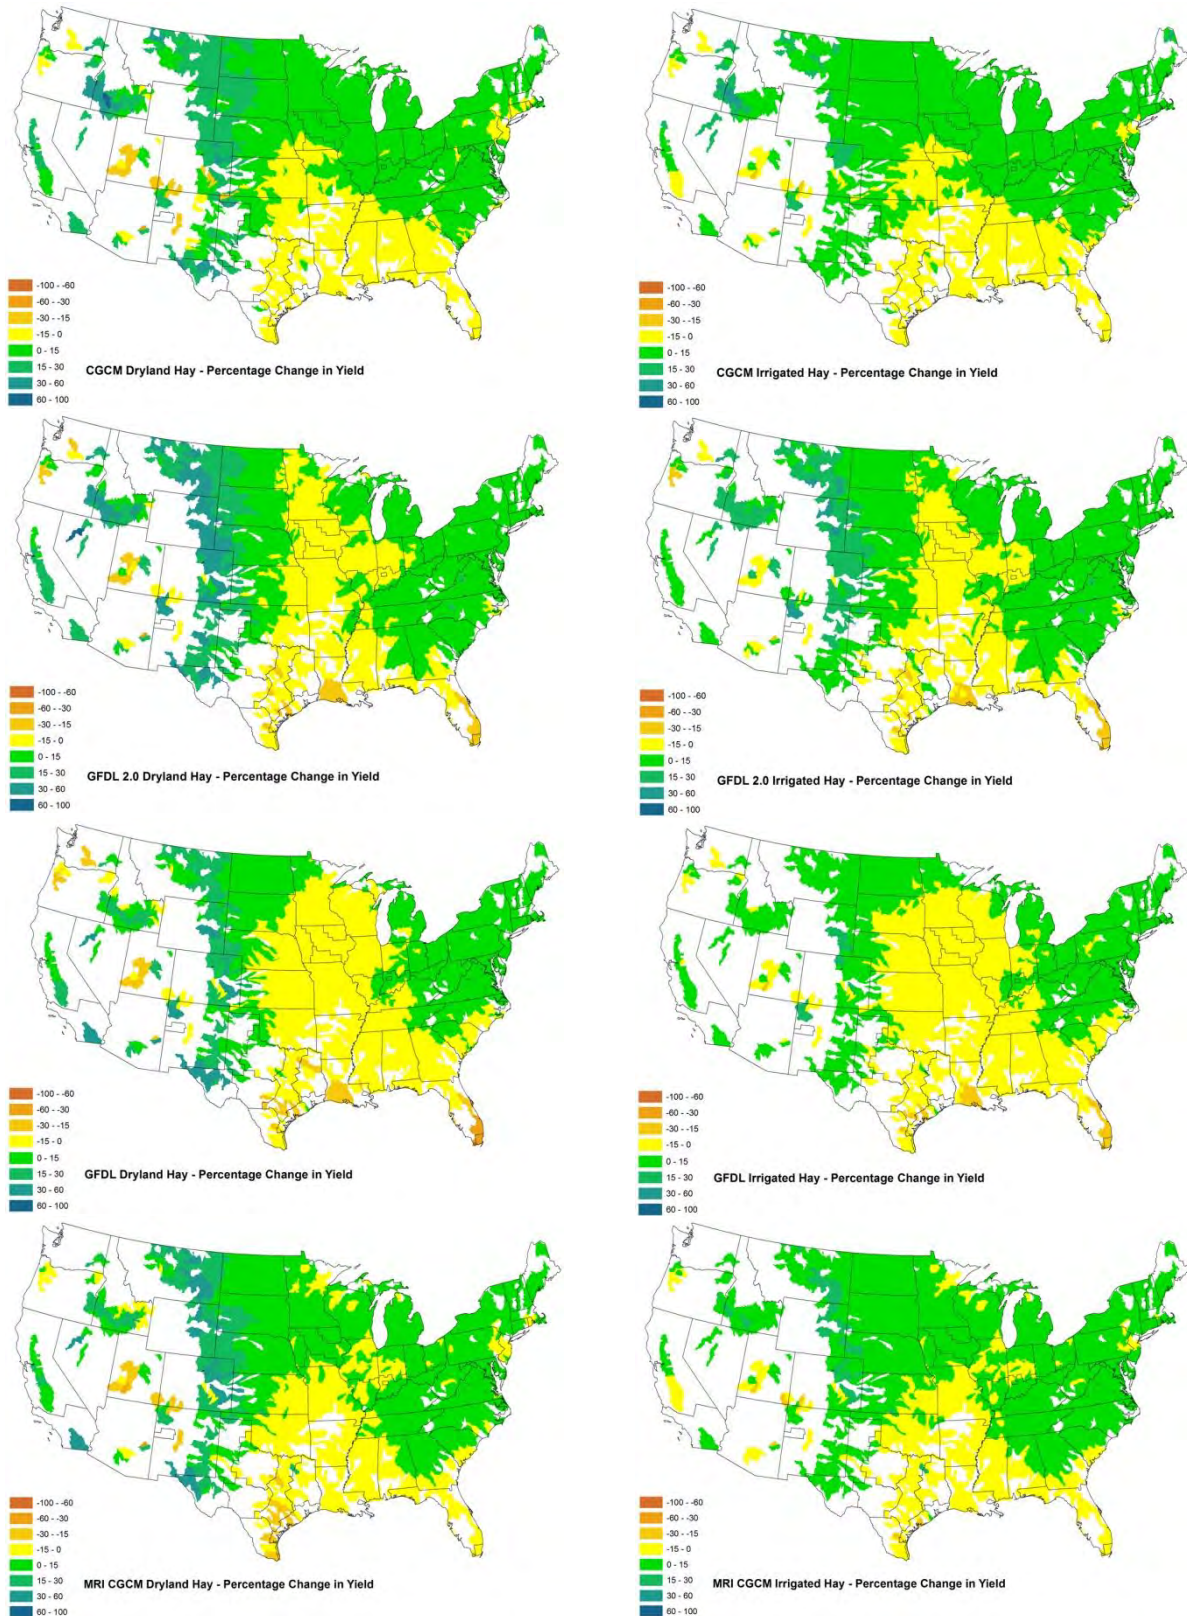 -100 - -60
-60 - -30
-30 - -15
-15 - 0
0 - 15
15 - 30
30 - 60
60 - 100
CGCM Dryland Hay - Percentage Change in Yield
-100 - -60
-60 - -30
-30 - -15
-15 - 0
0 - 15
15 - 30
30 - 60
60 - 100
CGCM Irrigated Hay - Percentage Change in Yield
-100 - -60
-60 - -30
-30 - -15
-15 - 0
0 - 15
15 - 30
30 - 60
60 - 100
GFDL 2.0 Dryland Hay - Percentage Change in Yield
-100 - -60
-60 - -30
-30 - -15
-15 - 0
0 - 15
15 - 30
30 - 60
60 - 100
GFDL 2.0 Irrigated Hay - Percentage Change in Yield
-100 - -60
-60 - -30
-30 - -15
-15 - 0
0 - 15
15 - 30
30 - 60
60 - 100
GFDL Dryland Hay - Percentage Change in Yield
-100 - -60
-60 - -30
-30 - -15
-15 - 0
0 - 15
15 - 30
30 - 60
60 - 100
GFDL Irrigated Hay - Percentage Change in Yield
-100 - -60
-60 - -30
-30 - -15
-15 - 0
0 - 15
15 - 30
30 - 60
60 - 100
MRI CGCM Dryland Hay - Percentage Change in Yield
-100 - -60
-60 - -30
-30 - -15
-15 - 0
0 - 15
15 - 30
30 - 60
60 - 100
MRI CGCM Irrigated Hay - Percentage Change in Yield